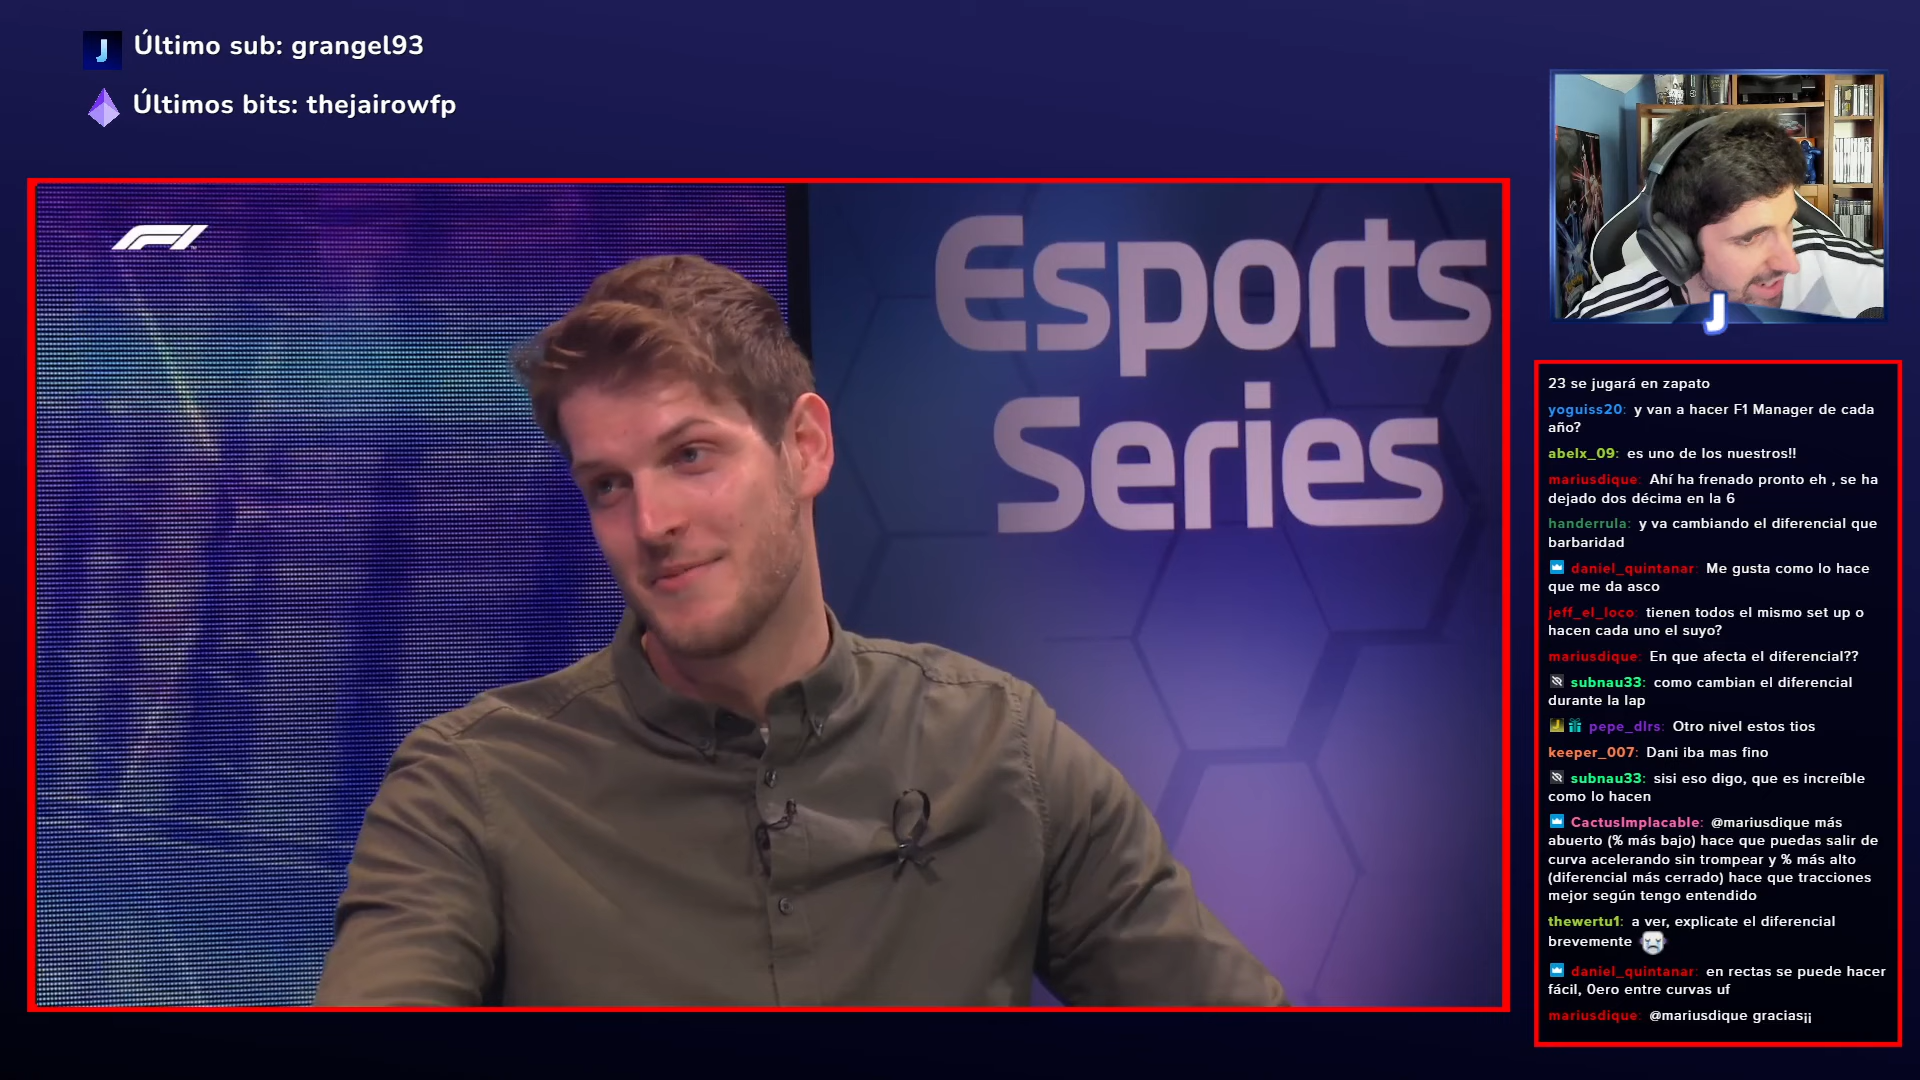 Último sub: grangel93
Últimos bits: thejairowfp
F1
Esports
Series
J
23 se jugará en zapato
yoguiss20: y van a hacer F1 Manager de cada
año?
abelx_09: es uno de los nuestros!!
mariusdique: Ahí ha frenado pronto eh , se ha
dejado dos décima en la 6
handerrula: y va cambiando el diferencial que
barbaridad
daniel_quintanar: Me gusta como lo hace
que me da asco
jeff_el_loco: tienen todos el mismo set up o
hacen cada uno el suyo?
mariusdique: En que afecta el diferencial??
subnau33: como cambian el diferencial
durante la lap
pepe_dlrs: Otro nivel estos tios
keeper_007: Dani iba mas fino
subnau33: sisi eso digo, que es increíble
como lo hacen
CactusImplacable: @mariusdique más
abuerto (% más bajo) hace que puedas salir de
curva acelerando sin trompear y % más alto
(diferencial más cerrado) hace que tracciones
mejor según tengo entendido
thewertu1: a ver, explicate el diferencial
brevemente
daniel_quintanar: en rectas se puede hacer
fácil, 0ero entre curvas uf
mariusdique: @mariusdique gracias¡¡